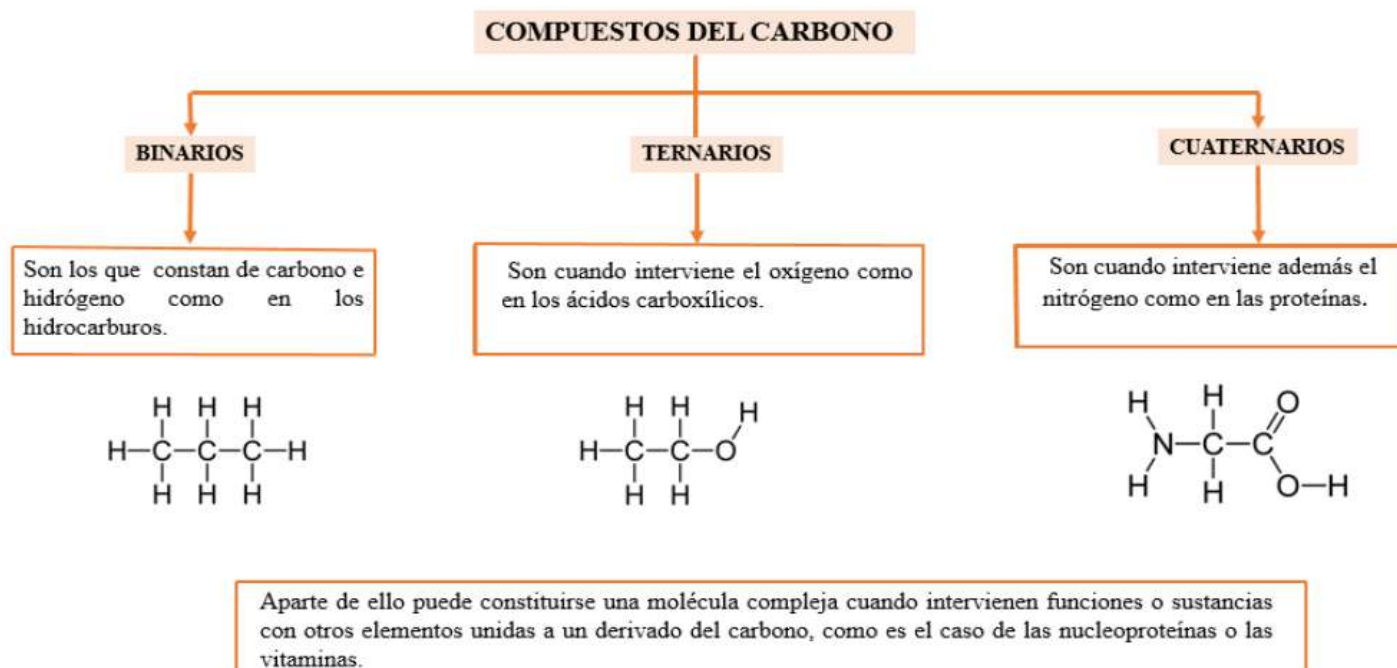 COMPUESTOS DEL CARBONO
BINARIOS
TERNARIOS
CUATERNARIOS
Son los que constan de carbono e
hidrógeno como en los
hidrocarburos.
Son cuando interviene el oxígeno como
en los ácidos carboxílicos.
Son cuando interviene además el
nitrógeno como en las proteínas.
H H H
H–C–C–C–H
H H H
H H H
H–C–C–O
H H
H H O
N–C–C
H H O–H
Aparte de ello puede constituirse una molécula compleja cuando intervienen funciones o sustancias
con otros elementos unidas a un derivado del carbono, como es el caso de las nucleoproteínas o las
vitaminas.